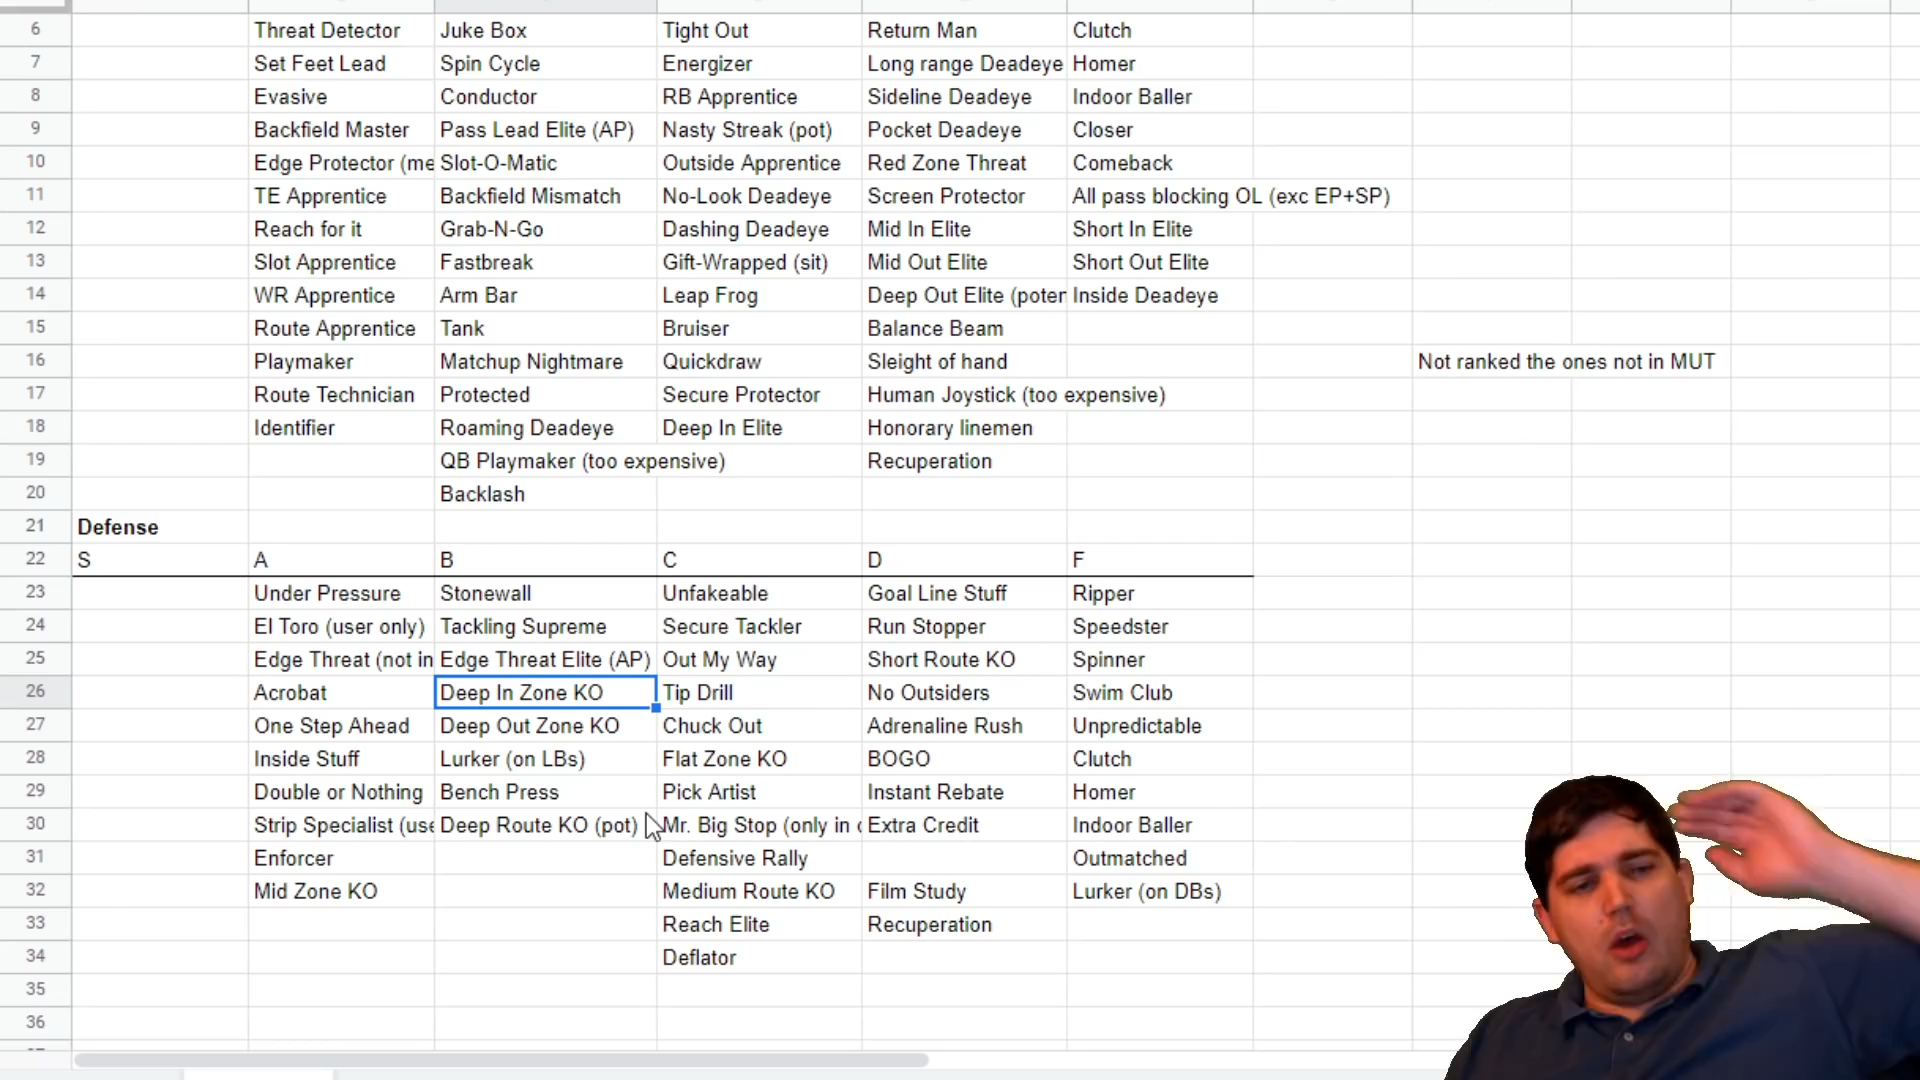 6 Threat Detector Juke Box Tight Out Return Man Clutch
7 Set Feet Lead Spin Cycle Energizer Long range Deadeye Homer
8 Evasive Conductor RB Apprentice Sideline Deadeye Indoor Baller
9 Backfield Master Pass Lead Elite (AP) Nasty Streak (pot) Pocket Deadeye Closer
10 Edge Protector (me Slot-O-Matic Outside Apprentice Red Zone Threat Comeback
11 TE Apprentice Backfield Mismatch No-Look Deadeye Screen Protector All pass blocking OL (exc EP+SP)
12 Reach for it Grab-N-Go Dashing Deadeye Mid In Elite Short In Elite
13 Slot Apprentice Fastbreak Gift-Wrapped (sit) Mid Out Elite Short Out Elite
14 WR Apprentice Arm Bar Leap Frog Deep Out Elite (poten Inside Deadeye
15 Route Apprentice Tank Bruiser Balance Beam
16 Playmaker Matchup Nightmare Quickdraw Sleight of hand Not ranked the ones not in MUT
17 Route Technician Protected Secure Protector Human Joystick (too expensive)
18 Identifier Roaming Deadeye Deep In Elite Honorary linemen
19 QB Playmaker (too expensive) Recuperation
20 Backlash
21 Defense
22 S A B C D F
23 Under Pressure Stonewall Unfakeable Goal Line Stuff Ripper
24 El Toro (user only) Tackling Supreme Secure Tackler Run Stopper Speedster
25 Edge Threat (not in Edge Threat Elite (AP) Out My Way Short Route KO Spinner
26 Acrobat Deep In Zone KO Tip Drill No Outsiders Swim Club
27 One Step Ahead Deep Out Zone KO Chuck Out Adrenaline Rush Unpredictable
28 Inside Stuff Lurker (on LBs) Flat Zone KO BOGO Clutch
29 Double or Nothing Bench Press Pick Artist Instant Rebate Homer
30 Strip Specialist (use Deep Route KO (pot) Mr. Big Stop (only in Extra Credit Indoor Baller
31 Enforcer Defensive Rally Outmatched
32 Mid Zone KO Medium Route KO Film Study Lurker (on DBs)
33 Reach Elite Recuperation
34 Deflator
35
36